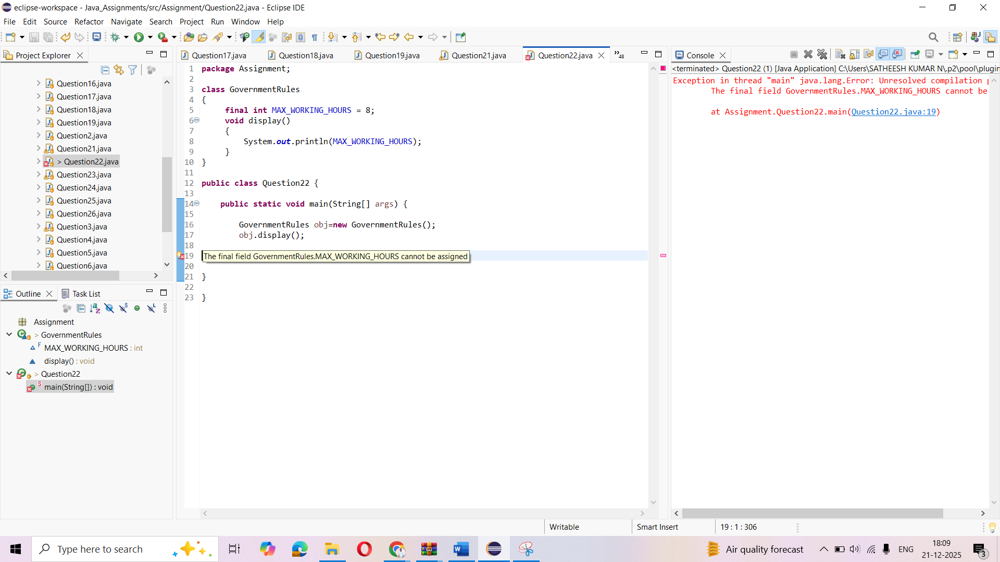 eclipse-workspace - Java_Assignments/src/Assignment/Question22.java - Eclipse IDE
File Edit Source Refactor Navigate Search Project Run Window Help
Project Explorer
Question16.java
Question17.java
Question18.java
Question19.java
Question2.java
Question21.java
> Question22.java
Question23.java
Question24.java
Question25.java
Question26.java
Question3.java
Question4.java
Question5.java
Question6.java
Outline Task List
Assignment
> GovernmentRules
MAX_WORKING_HOURS : int
display() : void
> Question22
main(String[]) : void
Question17.java Question18.java Question19.java Question21.java Question22.java »48
1 package Assignment;
2
3 class GovernmentRules
4 {
5 final int MAX_WORKING_HOURS = 8;
6 void display()
7 {
8 System.out.println(MAX_WORKING_HOURS);
9 }
10 }
11
12 public class Question22 {
13
14 public static void main(String[] args) {
15
16 GovernmentRules obj=new GovernmentRules();
17 obj.display();
18
19 The final field GovernmentRules.MAX_WORKING_HOURS cannot be assigned
20
21 }
22
23 }
Console
<terminated> Question22 (1) [Java Application] C:\Users\SATHEESH KUMAR N\.p2\pool\plugin
Exception in thread "main" java.lang.Error: Unresolved compilation
The final field GovernmentRules.MAX_WORKING_HOURS cannot be
at Assignment.Question22.main(Question22.java:19)
Writable Smart Insert 19 : 1 : 306
Type here to search
Air quality forecast
ENG
18:09
21-12-2025
3